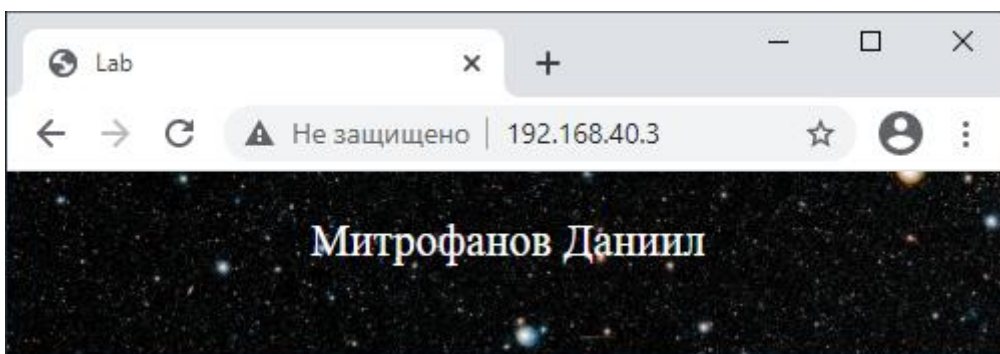 Lab
Не защищено 192.168.40.3
Митрофанов Даниил